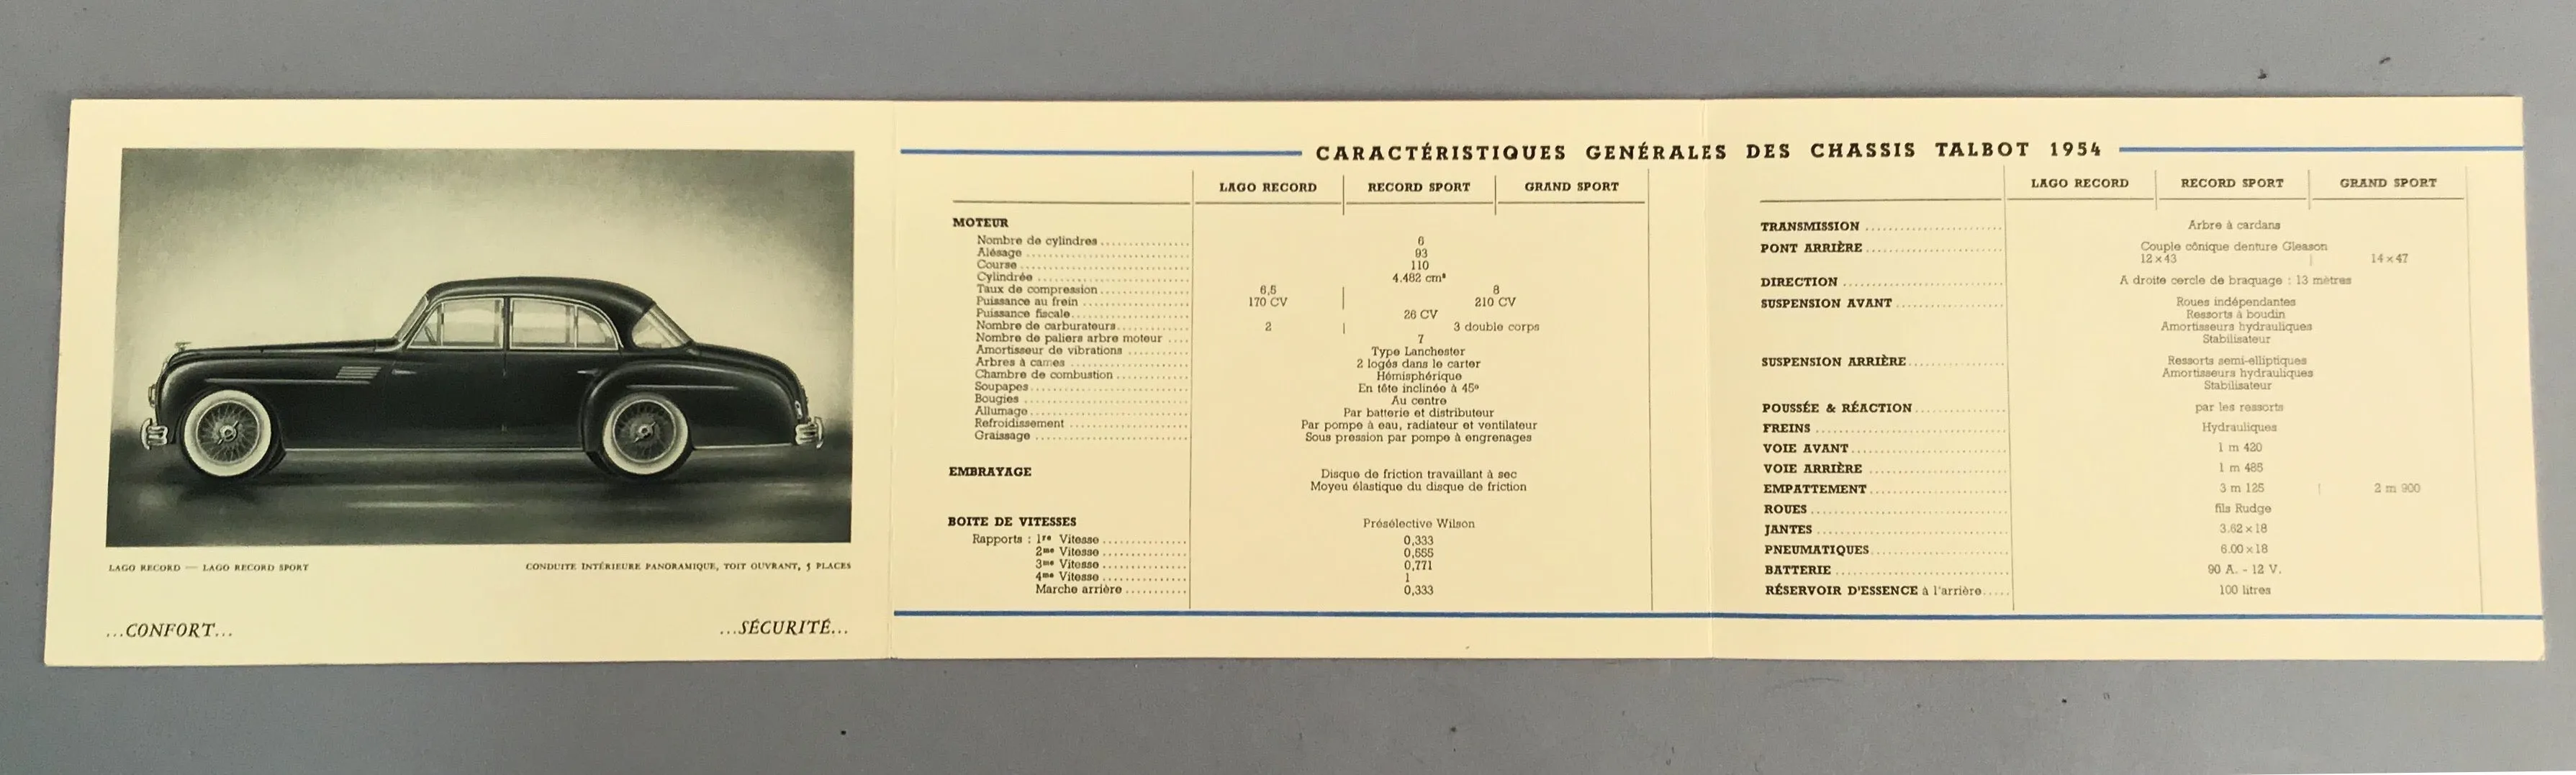 LAGO RECORD — LAGO RECORD SPORT
CONDUITE INTÉRIEURE PANORAMIQUE, TOIT OUVRANT, 5 PLACES
...CONFORT...
...SÉCURITÉ...
CARACTÉRISTIQUES GENÉRALES DES CHASSIS TALBOT 1954
LAGO RECORD RECORD SPORT GRAND SPORT
MOTEUR
Nombre de cylindres 6
Alésage 93
Course 110
Cylindrée 4.482 cm³
Taux de compression 6,5 8
Puissance au frein 170 CV 210 CV
Puissance fiscale 26 CV
Nombre de carburateurs 2 3 double corps
Nombre de paliers arbre moteur 7
Amortisseur de vibrations Type Lanchester
Arbres à cames 2 logés dans le carter
Chambre de combustion Hémisphérique
Soupapes En tête inclinée à 45°
Bougies Au centre
Allumage Par batterie et distributeur
Refroidissement Par pompe à eau, radiateur et ventilateur
Graissage Sous pression par pompe à engrenages
EMBRAYAGE Disque de friction travaillant à sec
Moyeu élastique du disque de friction
BOITE DE VITESSES Présélective Wilson
Rapports : 1re Vitesse 0,333
2me Vitesse 0,555
3me Vitesse 0,771
4me Vitesse 1
Marche arrière 0,333
LAGO RECORD RECORD SPORT GRAND SPORT
TRANSMISSION Arbre à cardans
PONT ARRIÈRE Couple cônique denture Gleason
12×43 14×47
DIRECTION A droite cercle de braquage : 13 mètres
SUSPENSION AVANT Roues indépendantes
Ressorts à boudin
Amortisseurs hydrauliques
Stabilisateur
SUSPENSION ARRIÈRE Ressorts semi-elliptiques
Amortisseurs hydrauliques
Stabilisateur
POUSSÉE & RÉACTION par les ressorts
FREINS Hydrauliques
VOIE AVANT 1 m 420
VOIE ARRIÈRE 1 m 485
EMPATTEMENT 3 m 125 2 m 900
ROUES fils Rudge
JANTES 3.62×18
PNEUMATIQUES 6.00×18
BATTERIE 90 A. - 12 V.
RÉSERVOIR D'ESSENCE à l'arrière 100 litres